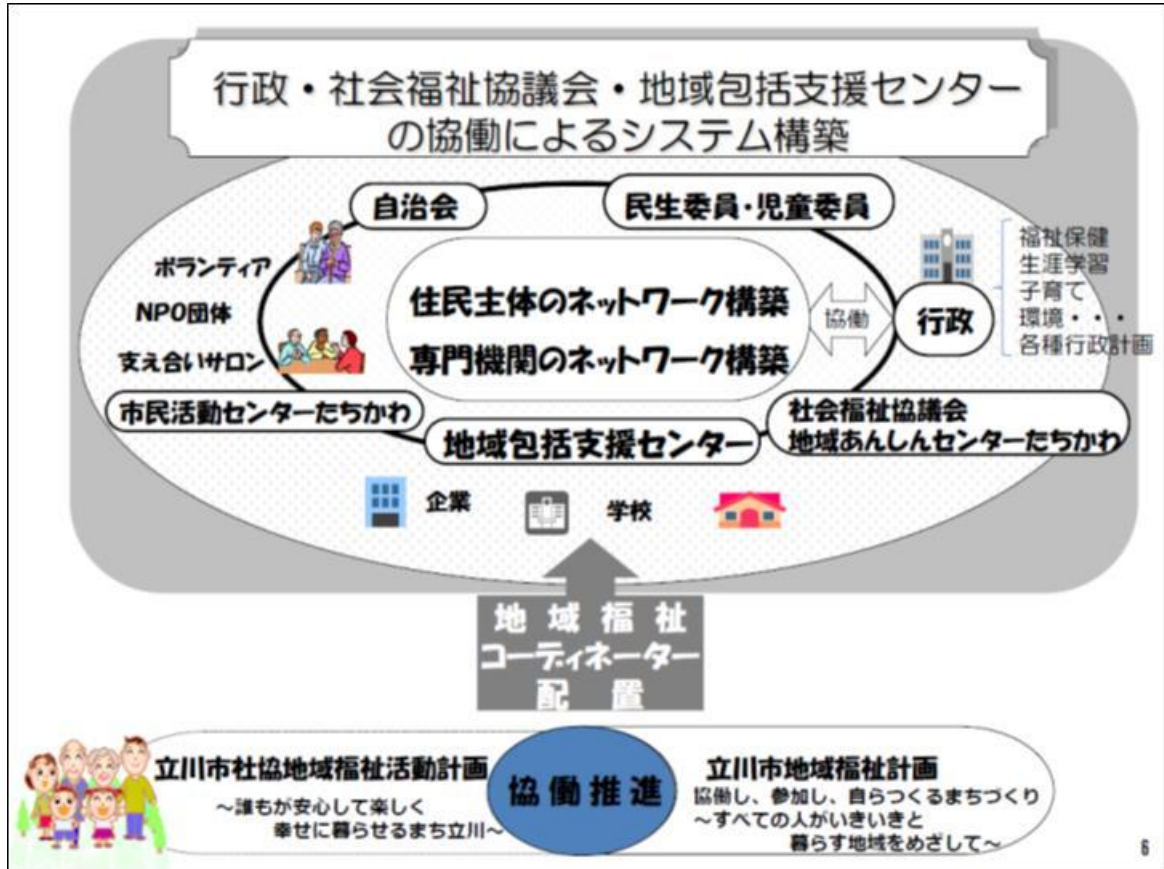 行政・社会福祉協議会・地域包括支援センター
の協働によるシステム構築
自治会
民生委員・児童委員
ボランティア
NPO団体
支え合いサロン
市民活動センターたちかわ
住民主体のネットワーク構築
専門機関のネットワーク構築
協働
行政
福祉保健
生涯学習
子育て
環境・・・
各種行政計画
地域包括支援センター
社会福祉協議会
地域あんしんセンターたちかわ
企業
学校
地域福祉
コーディネーター
配置
立川市社協地域福祉活動計画
～誰もが安心して楽しく
幸せに暮らせるまち立川～
協働推進
立川市地域福祉計画
協働し、参加し、自らつくるまちづくり
～すべての人がいきいきと
暮らす地域をめざして～
6